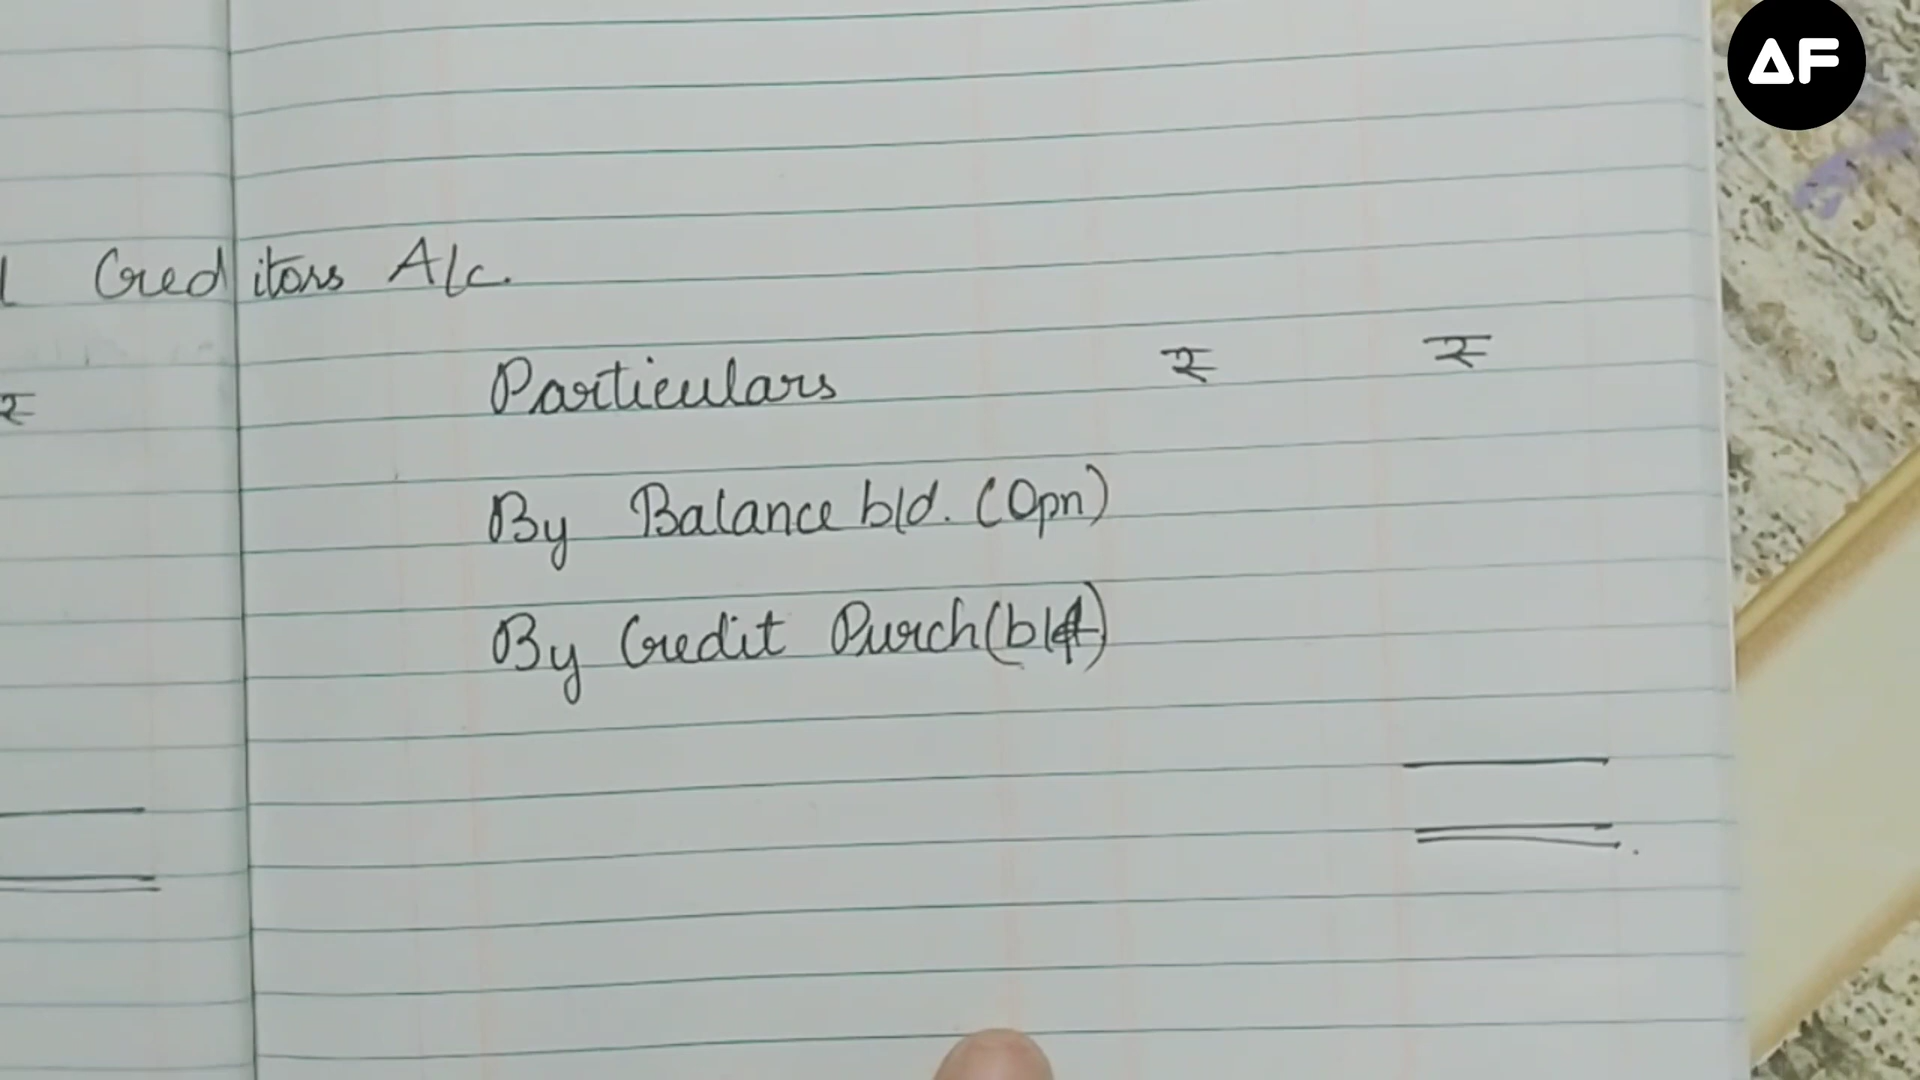 AF
l Creditors A/c.
₹ Particulars ₹ ₹
By Balance b/d. (Opn)
By Credit Purch (b/f)